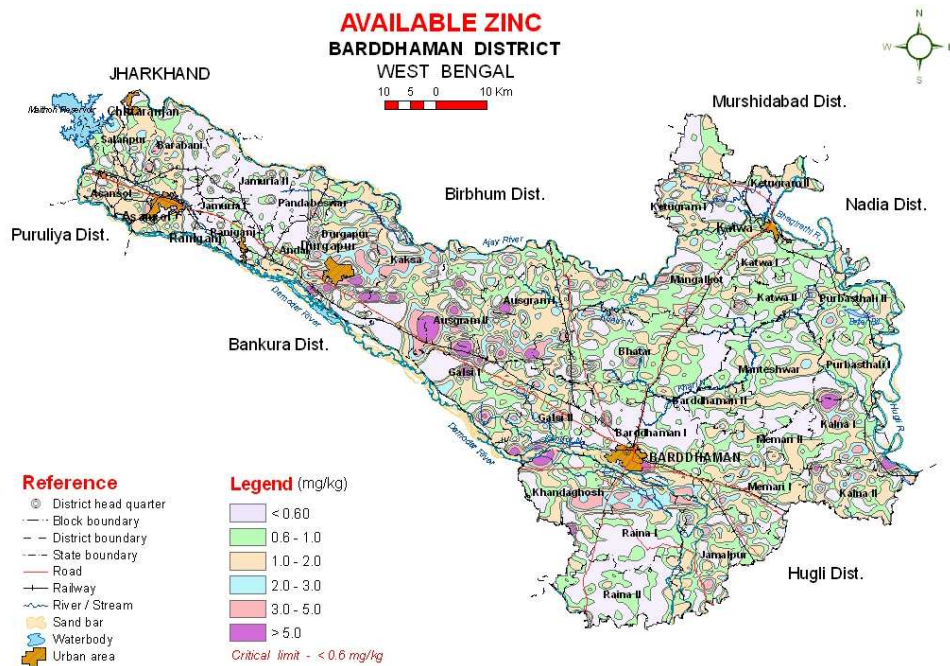 AVAILABLE ZINC
BARDDHAMAN DISTRICT
WEST BENGAL
10 5 0 10 Km
N
W E
S
JHARKHAND
Murshidabad Dist.
Birbhum Dist.
Nadia Dist.
Puruliya Dist.
Bankura Dist.
Hugli Dist.
Maithon Reservoir
Chittaranjan
Salanpur
Barabani
Jamuria II
Pandabeswar
Jamuria I
Asansol
Asansol
Raniganj
Raniganj
Andal
Durgapur
Durgapur
Kaksa
Ajay River
Damodar River
Ketugram II
Ketugram I
Katwa
Bhagirathi R.
Katwa I
Mangalkot
Katwa II
Purbasthali II
Ausgram I
Ausgram II
Bhatar
Manteshwar
Purbasthali I
Galsi I
Khari N.
Barddhaman II
Hugli R.
Galsi II
Kalna I
Barddhaman I
Memari II
Damodar River
BARDDHAMAN
Khandaghosh
Memari I
Kalna II
Raina I
Jamalpur
Raina II
Reference
District head quarter
Block boundary
District boundary
State boundary
Road
Railway
River / Stream
Sand bar
Waterbody
Urban area
Legend (mg/kg)
< 0.60
0.6 - 1.0
1.0 - 2.0
2.0 - 3.0
3.0 - 5.0
> 5.0
Critical limit - < 0.6 mg/kg